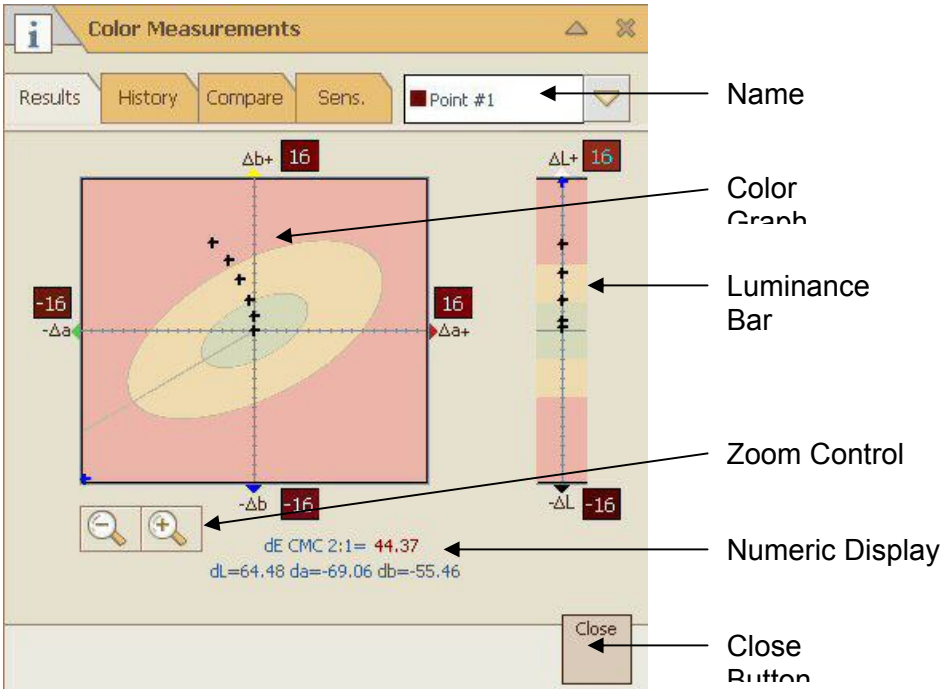 i Color Measurements
Results History Compare Sens. Point #1
Name
Δb+ 16
ΔL+ 16
Color
Graph
-16
-Δa
16
Δa+
Luminance
Bar
Zoom Control
-Δb -16
-ΔL -16
dE CMC 2:1= 44.37
Numeric Display
dL=64.48 da=-69.06 db=-55.46
Close
Close
Button